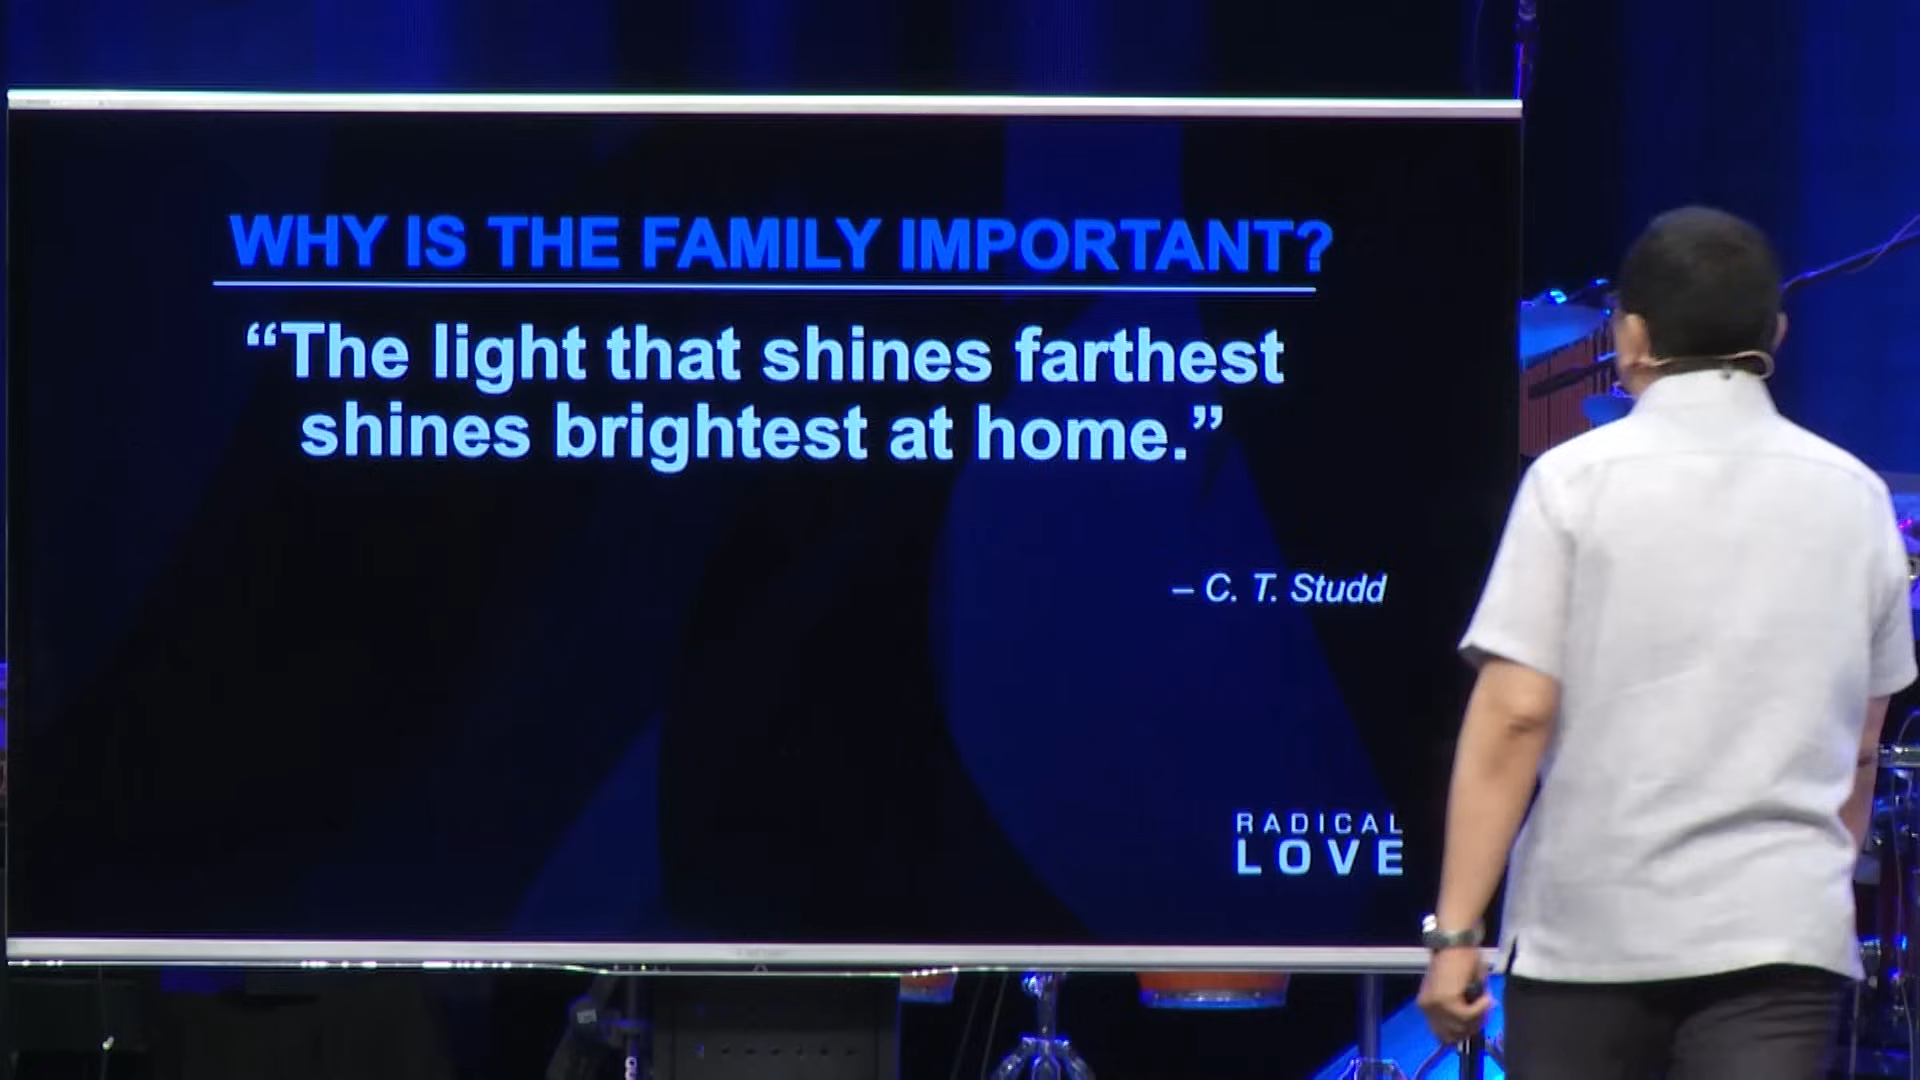 WHY IS THE FAMILY IMPORTANT?
“The light that shines farthest
shines brightest at home.”
– C. T. Studd
RADICAL
LOVE